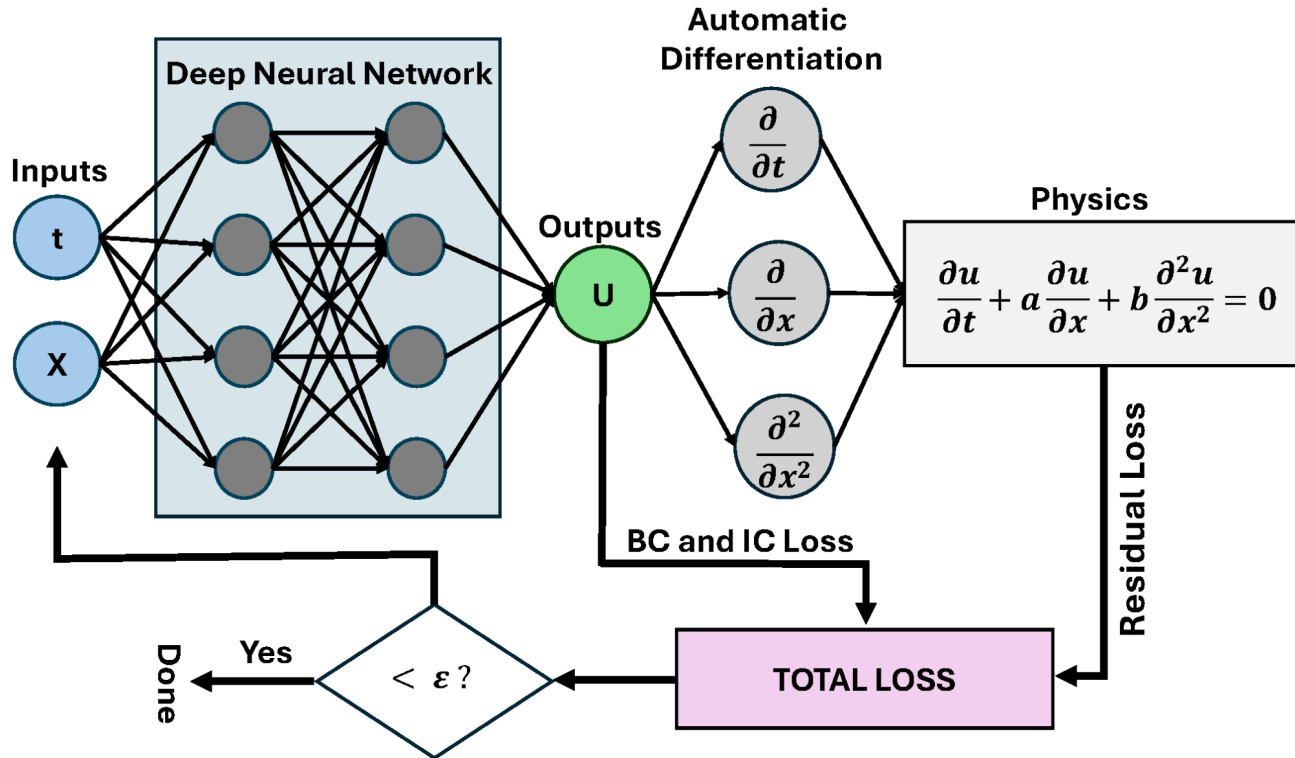 Automatic
Differentiation
Deep Neural Network
Inputs
t
X
Outputs
U
∂/∂t
∂/∂x
∂²/∂x²
Physics
∂u/∂t + a ∂u/∂x + b ∂²u/∂x² = 0
BC and IC Loss
Residual Loss
TOTAL LOSS
< ε ?
Yes
Done